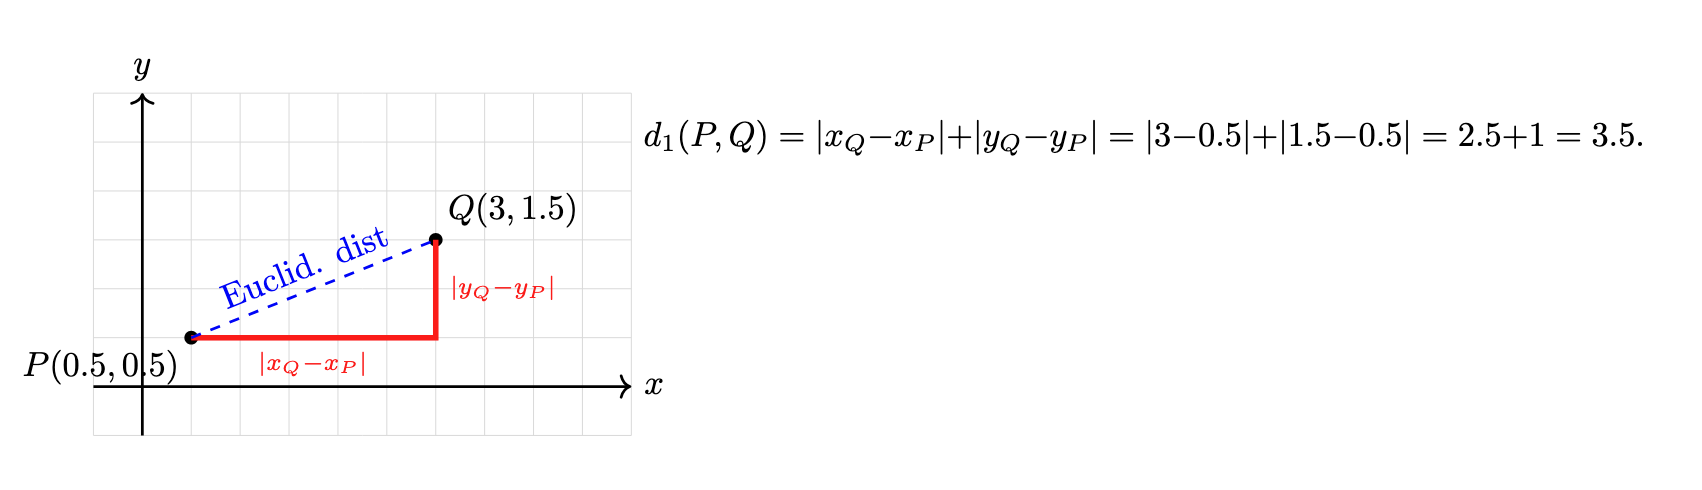 y
d₁(P, Q) = |x_Q−x_P|+|y_Q−y_P| = |3−0.5|+|1.5−0.5| = 2.5+1 = 3.5.
Q(3, 1.5)
Euclid. dist
|y_Q−y_P|
P(0.5, 0.5)
|x_Q−x_P|
x